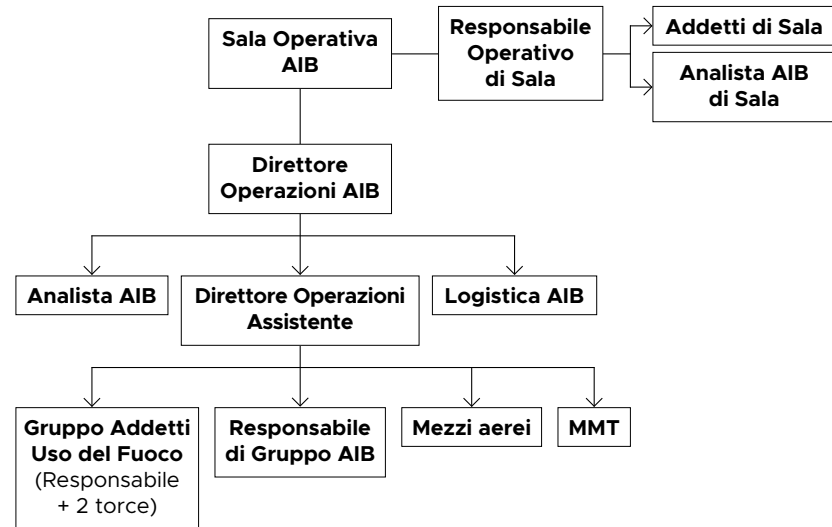 Sala Operativa
AIB
Responsabile
Operativo
di Sala
Addetti di Sala
Analista AIB
di Sala
Direttore
Operazioni AIB
Analista AIB
Direttore Operazioni
Assistente
Logistica AIB
Gruppo Addetti
Uso del Fuoco
(Responsabile
+ 2 torce)
Responsabile
di Gruppo AIB
Mezzi aerei
MMT